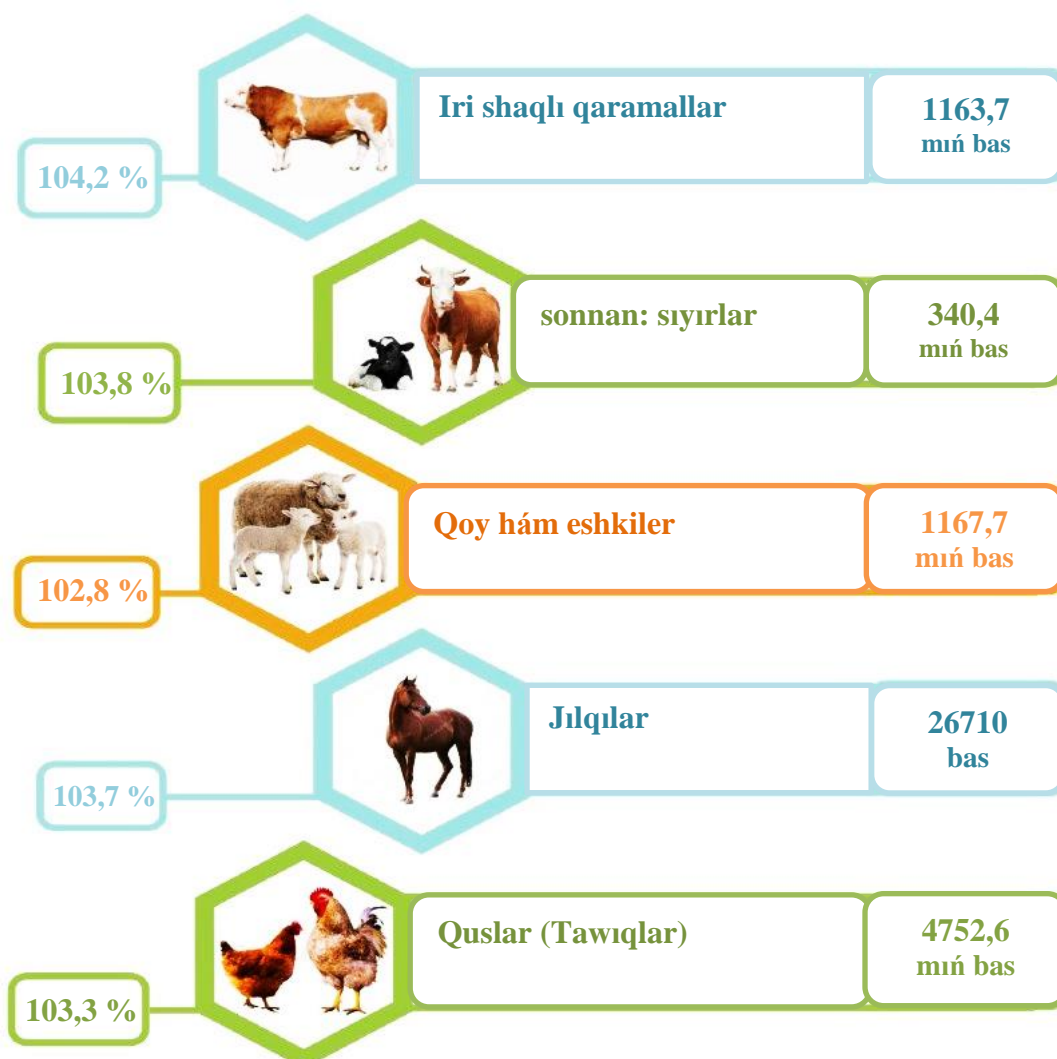 Iri shaqlı qaramallar
1163,7
mıń bas
104,2 %
sonnan: sıyırlar
340,4
mıń bas
103,8 %
Qoy hám eshkiler
1167,7
mıń bas
102,8 %
Jılqılar
26710
bas
103,7 %
Quslar (Tawıqlar)
4752,6
mıń bas
103,3 %